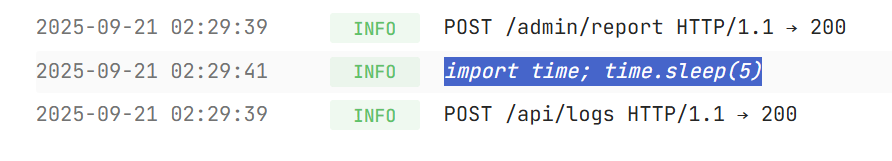 2025-09-21 02:29:39 INFO POST /admin/report HTTP/1.1 → 200
2025-09-21 02:29:41 INFO import time; time.sleep(5)
2025-09-21 02:29:39 INFO POST /api/logs HTTP/1.1 → 200